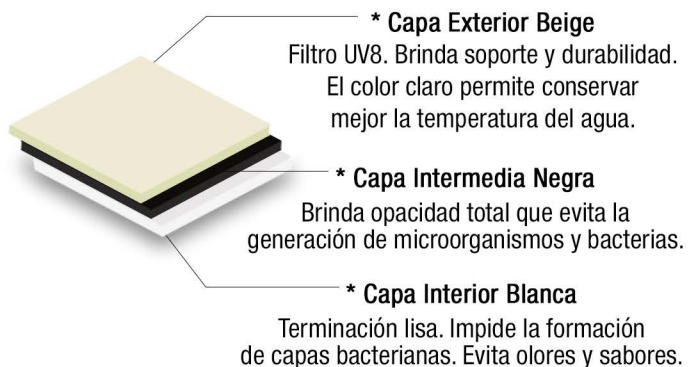 * Capa Exterior Beige
Filtro UV8. Brinda soporte y durabilidad.
El color claro permite conservar
mejor la temperatura del agua.
* Capa Intermedia Negra
Brinda opacidad total que evita la
generación de microorganismos y bacterias.
* Capa Interior Blanca
Terminación lisa. Impide la formación
de capas bacterianas. Evita olores y sabores.